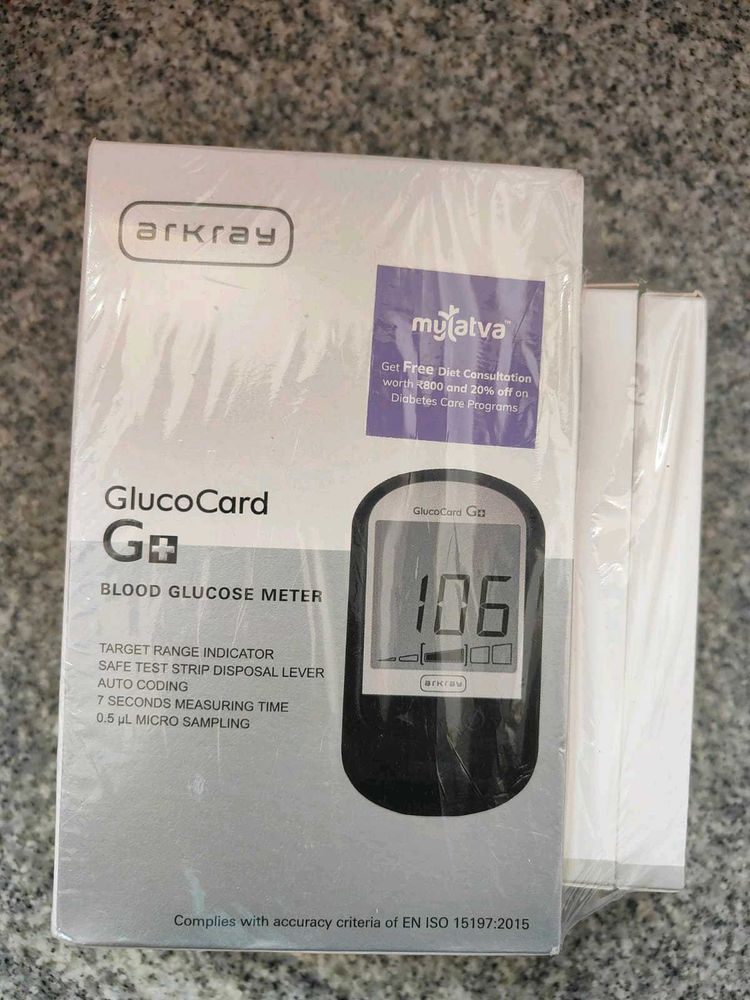 arkray
mytatva™
Get Free Diet Consultation
worth ₹800 and 20% off on
Diabetes Care Programs
GlucoCard
G+
BLOOD GLUCOSE METER
TARGET RANGE INDICATOR
SAFE TEST STRIP DISPOSAL LEVER
AUTO CODING
7 SECONDS MEASURING TIME
0.5 µL MICRO SAMPLING
GlucoCard G+
106
arkray
Complies with accuracy criteria of EN ISO 15197:2015